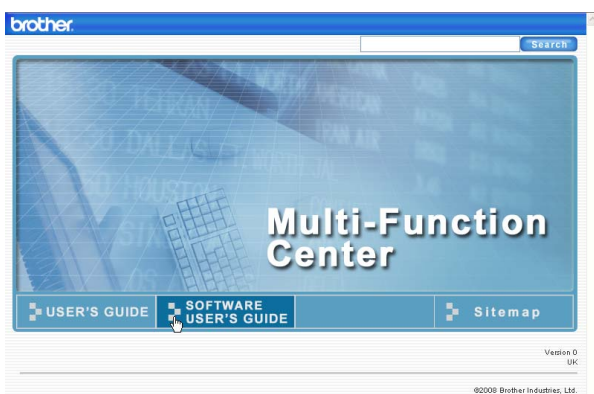 brother.
Search
Multi-Function
Center
USER'S GUIDE
SOFTWARE
USER'S GUIDE
Sitemap
Version 0
UK
©2008 Brother Industries, Ltd.